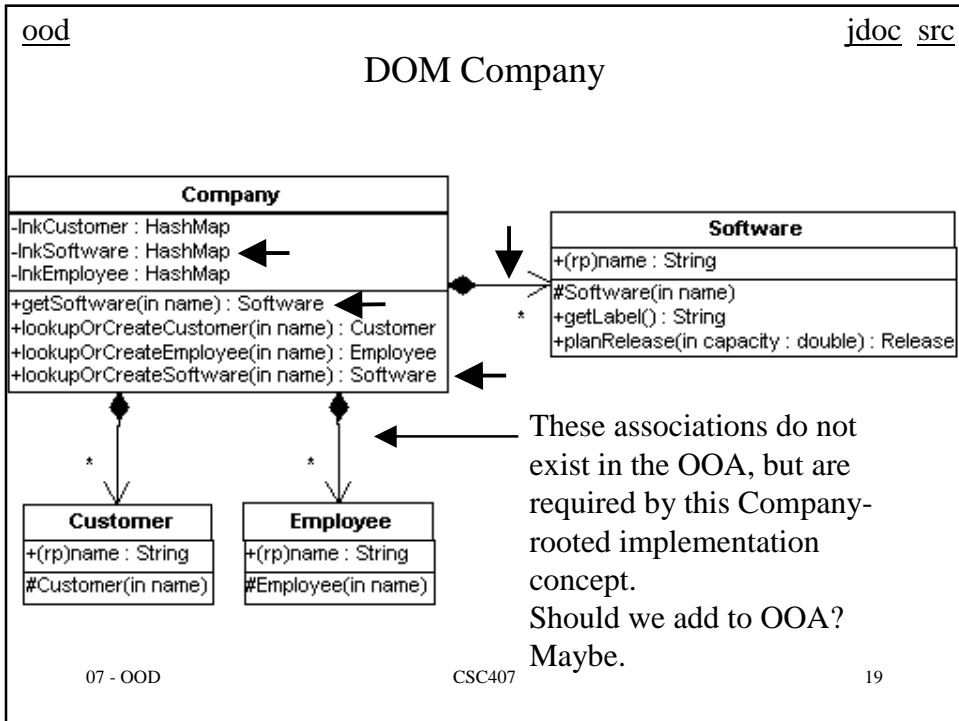 ood
jdoc src
DOM Company
Company
-lnkCustomer : HashMap
-lnkSoftware : HashMap
-lnkEmployee : HashMap
+getSoftware(in name) : Software
+lookupOrCreateCustomer(in name) : Customer
+lookupOrCreateEmployee(in name) : Employee
+lookupOrCreateSoftware(in name) : Software
*
Software
+(rp)name : String
#Software(in name)
+getLabel() : String
+planRelease(in capacity : double) : Release
*
*
Customer
+(rp)name : String
#Customer(in name)
Employee
+(rp)name : String
#Employee(in name)
These associations do not
exist in the OOA, but are
required by this Company-
rooted implementation
concept.
Should we add to OOA?
Maybe.
07 - OOD
CSC407
19